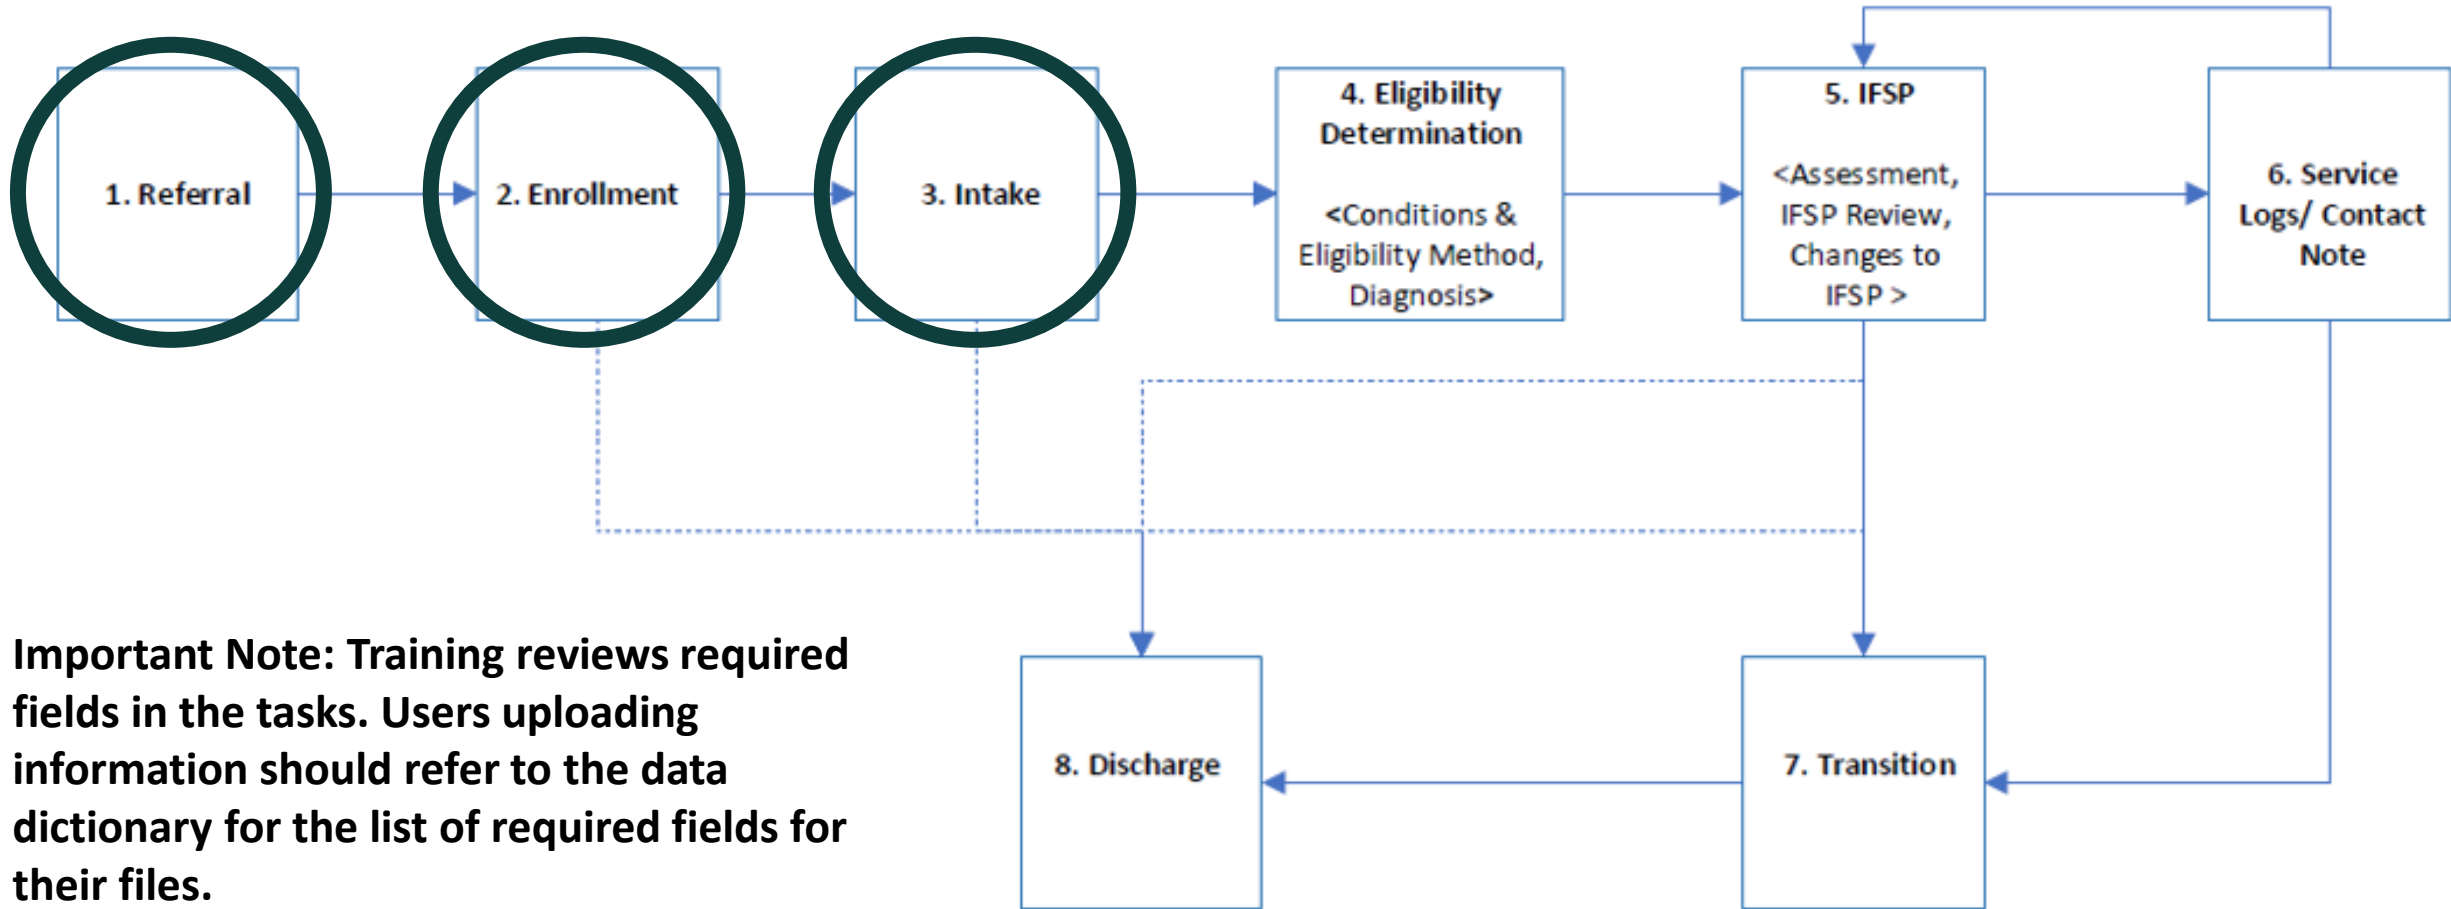 1. Referral
2. Enrollment
3. Intake
4. Eligibility
Determination
<Conditions &
Eligibility Method,
Diagnosis>
5. IFSP
<Assessment,
IFSP Review,
Changes to
IFSP >
6. Service
Logs/ Contact
Note
Important Note: Training reviews required
fields in the tasks. Users uploading
information should refer to the data
dictionary for the list of required fields for
their files.
8. Discharge
7. Transition